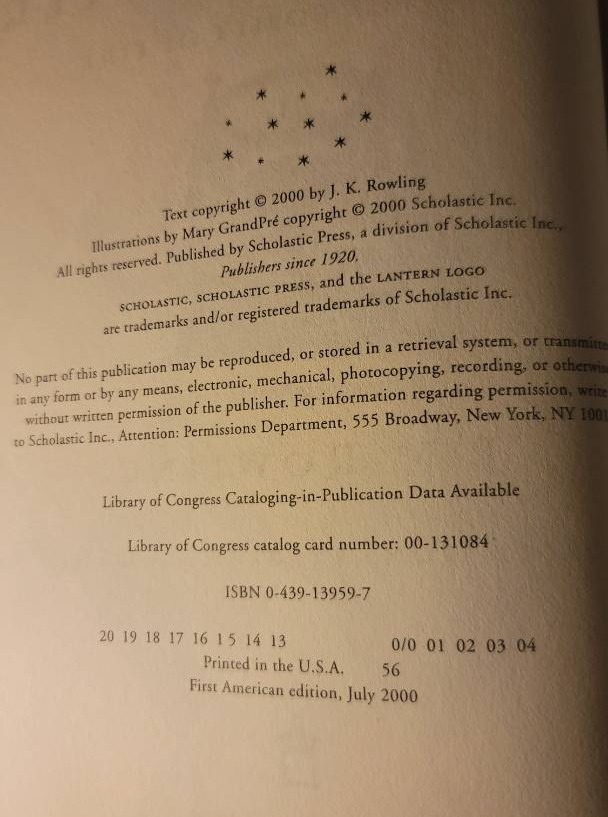 Text copyright © 2000 by J. K. Rowling
Illustrations by Mary GrandPré copyright © 2000 Scholastic Inc.
All rights reserved. Published by Scholastic Press, a division of Scholastic Inc.,
Publishers since 1920.
SCHOLASTIC, SCHOLASTIC PRESS, and the LANTERN LOGO
are trademarks and/or registered trademarks of Scholastic Inc.
No part of this publication may be reproduced, or stored in a retrieval system, or
in any form or by any means, electronic, mechanical, photocopying, recording, or
without written permission of the publisher. For information regarding permission, write
to Scholastic Inc., Attention: Permissions Department, 555 Broadway, New York, NY
Library of Congress Cataloging-in-Publication Data Available
Library of Congress catalog card number: 00-131084
ISBN 0-439-13959-7
20 19 18 17 16 1 5 14 13 0/0 01 02 03 04
Printed in the U.S.A. 56
First American edition, July 2000